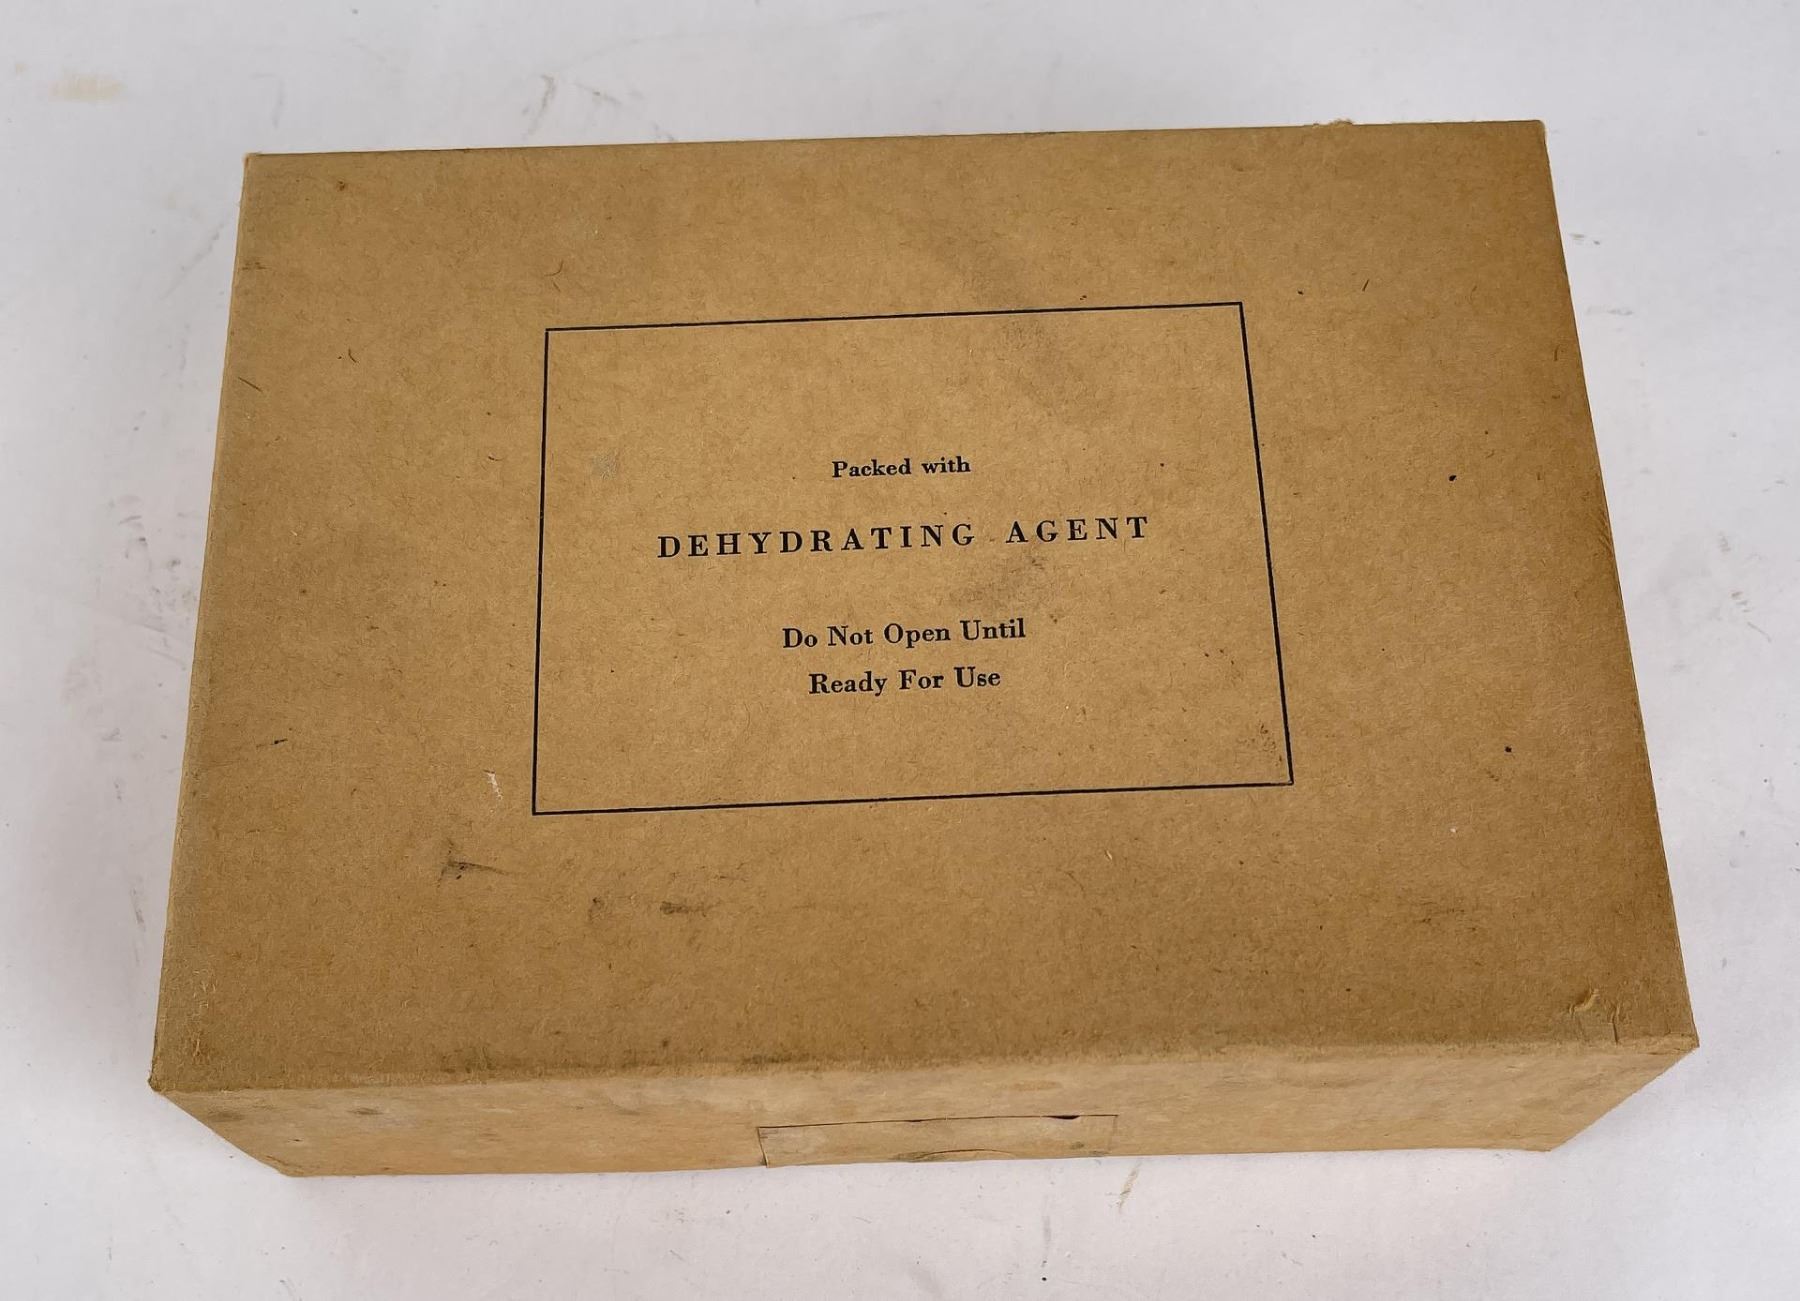 Packed with
DEHYDRATING AGENT
Do Not Open Until
Ready For Use